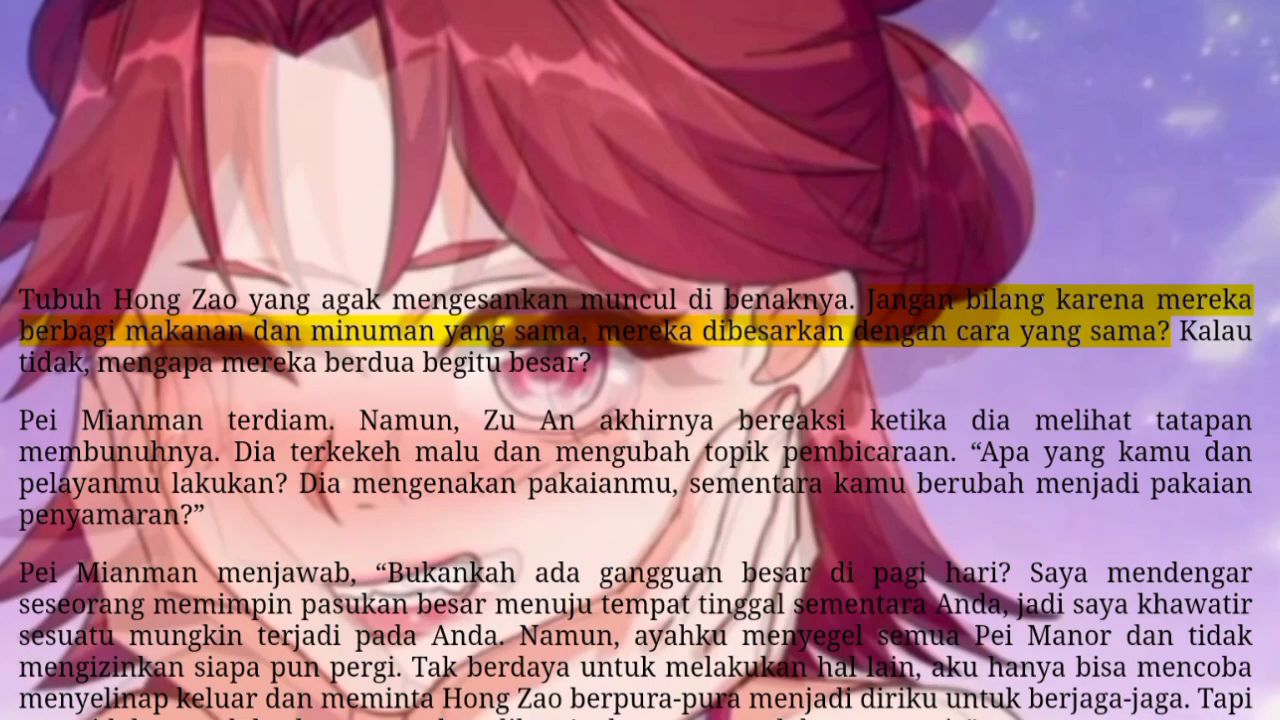 Tubuh Hong Zao yang agak mengesankan muncul di benaknya. Jangan bilang karena mereka
berbagi makanan dan minuman yang sama, mereka dibesarkan dengan cara yang sama? Kalau
tidak, mengapa mereka berdua begitu besar?
Pei Mianman terdiam. Namun, Zu An akhirnya bereaksi ketika dia melihat tatapan
membunuhnya. Dia terkekeh malu dan mengubah topik pembicaraan. “Apa yang kamu dan
pelayanmu lakukan? Dia mengenakan pakaianmu, sementara kamu berubah menjadi pakaian
penyamaran?”
Pei Mianman menjawab, “Bukankah ada gangguan besar di pagi hari? Saya mendengar
seseorang memimpin pasukan besar menuju tempat tinggal sementara Anda, jadi saya khawatir
sesuatu mungkin terjadi pada Anda. Namun, ayahku menyegel semua Pei Manor dan tidak
mengizinkan siapa pun pergi. Tak berdaya untuk melakukan hal lain, aku hanya bisa mencoba
menyelinap keluar dan meminta Hong Zao berpura-pura menjadi diriku untuk berjaga-jaga. Tapi